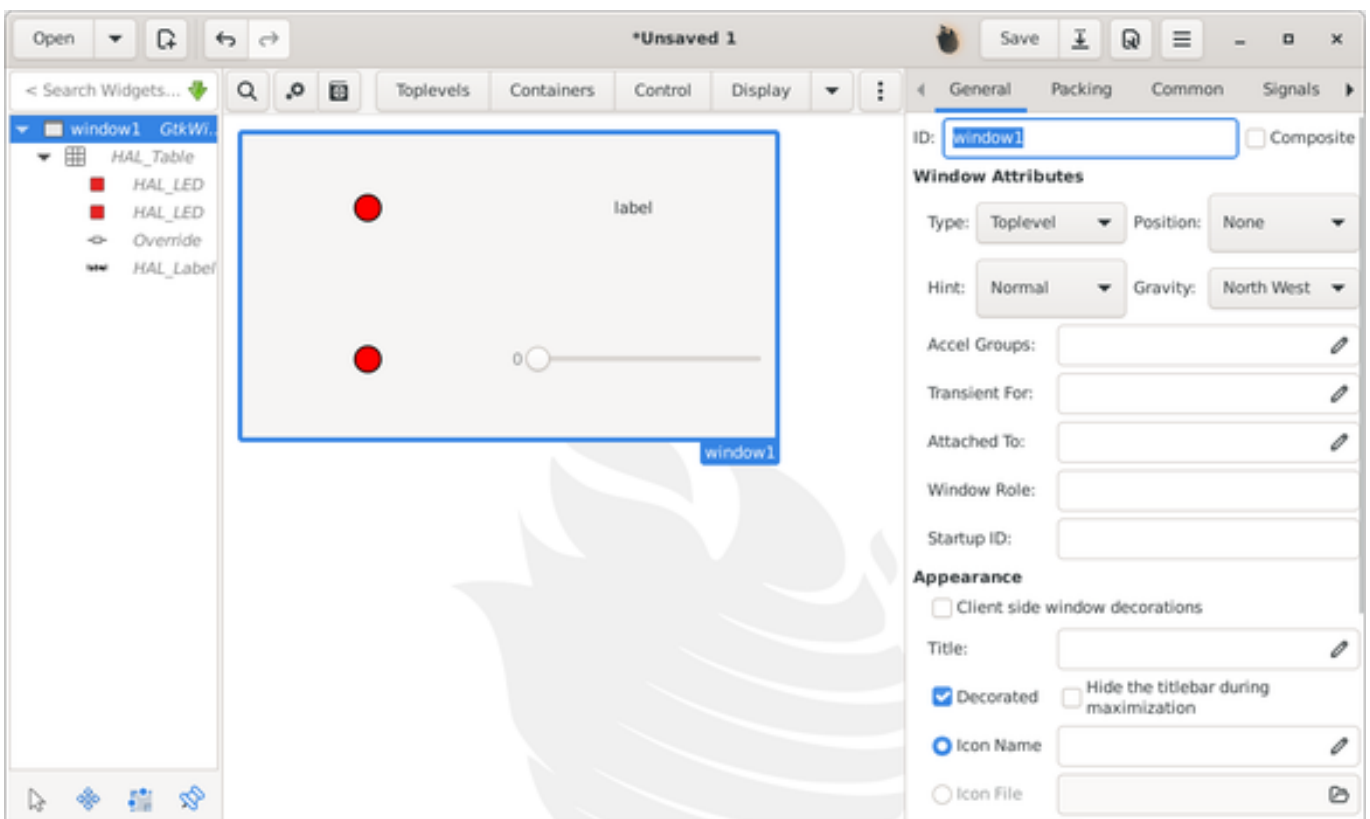 Open *Unsaved 1 Save
< Search Widgets... Toplevels Containers Control Display General Packing Common Signals
window1 GtkWi..
HAL_Table
HAL_LED
HAL_LED
Override
HAL_Label
label
0
window1
ID: window1 Composite
Window Attributes
Type: Toplevel Position: None
Hint: Normal Gravity: North West
Accel Groups:
Transient For:
Attached To:
Window Role:
Startup ID:
Appearance
Client side window decorations
Title:
Decorated Hide the titlebar during
maximization
Icon Name
Icon File